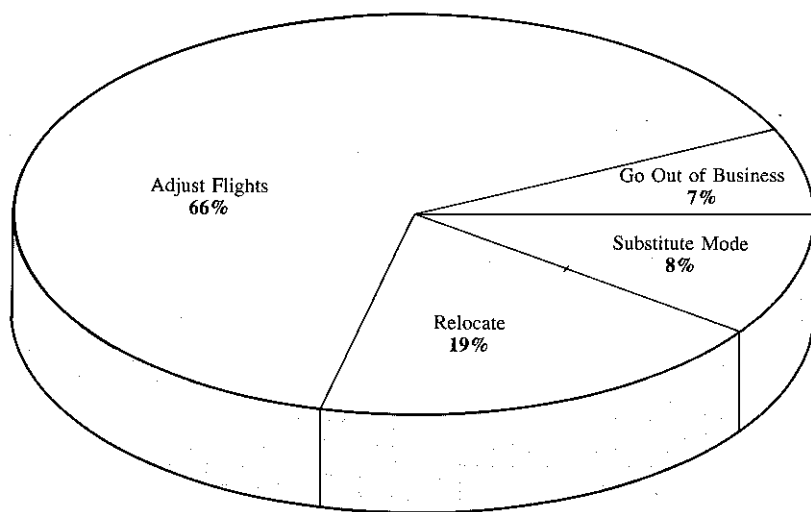 Adjust Flights
66%
Go Out of Business
7%
Substitute Mode
8%
Relocate
19%